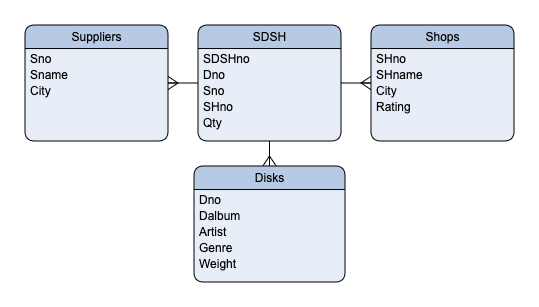 Suppliers
Sno
Sname
City
SDSH
SDSHno
Dno
Sno
SHno
Qty
Shops
SHno
SHname
City
Rating
Disks
Dno
Dalbum
Artist
Genre
Weight